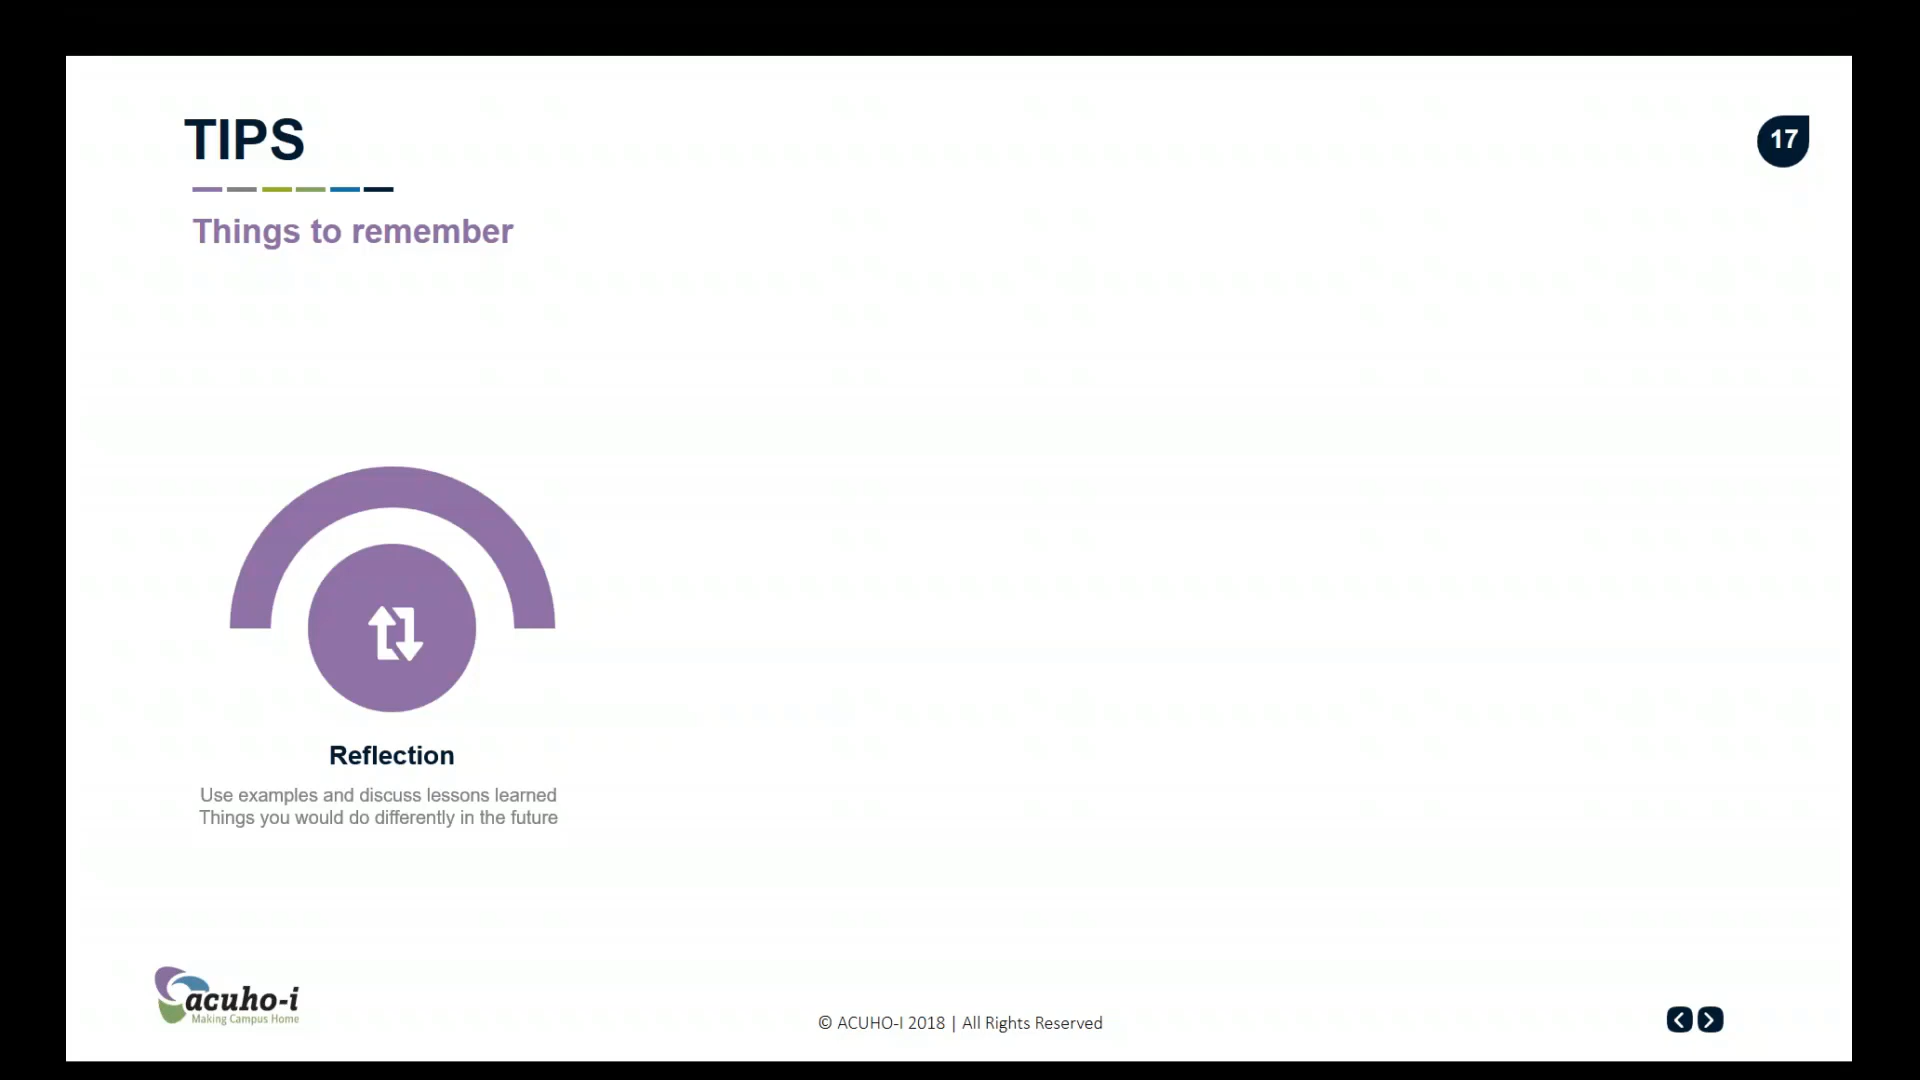 TIPS
17
Things to remember
Reflection
Use examples and discuss lessons learned
Things you would do differently in the future
acuho-i
Making Campus Home
© ACUHO-I 2018 | All Rights Reserved